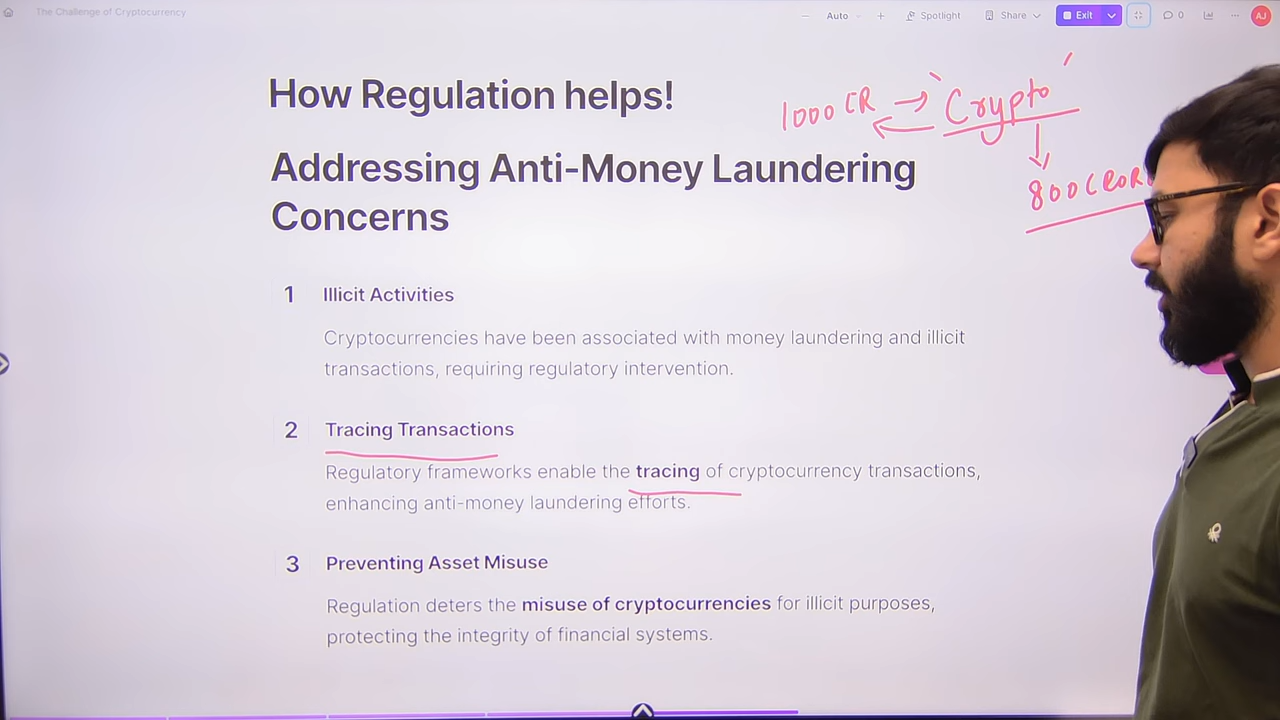 The Challenge of Cryptocurrency
Auto
Spotlight
Share
Exit
0
AJ
How Regulation helps!
1000 CR → Crypto
Addressing Anti-Money Laundering
Concerns
1 Illicit Activities
Cryptocurrencies have been associated with money laundering and illicit
transactions, requiring regulatory intervention.
2 Tracing Transactions
Regulatory frameworks enable the tracing of cryptocurrency transactions,
enhancing anti-money laundering efforts.
3 Preventing Asset Misuse
Regulation deters the misuse of cryptocurrencies for illicit purposes,
protecting the integrity of financial systems.